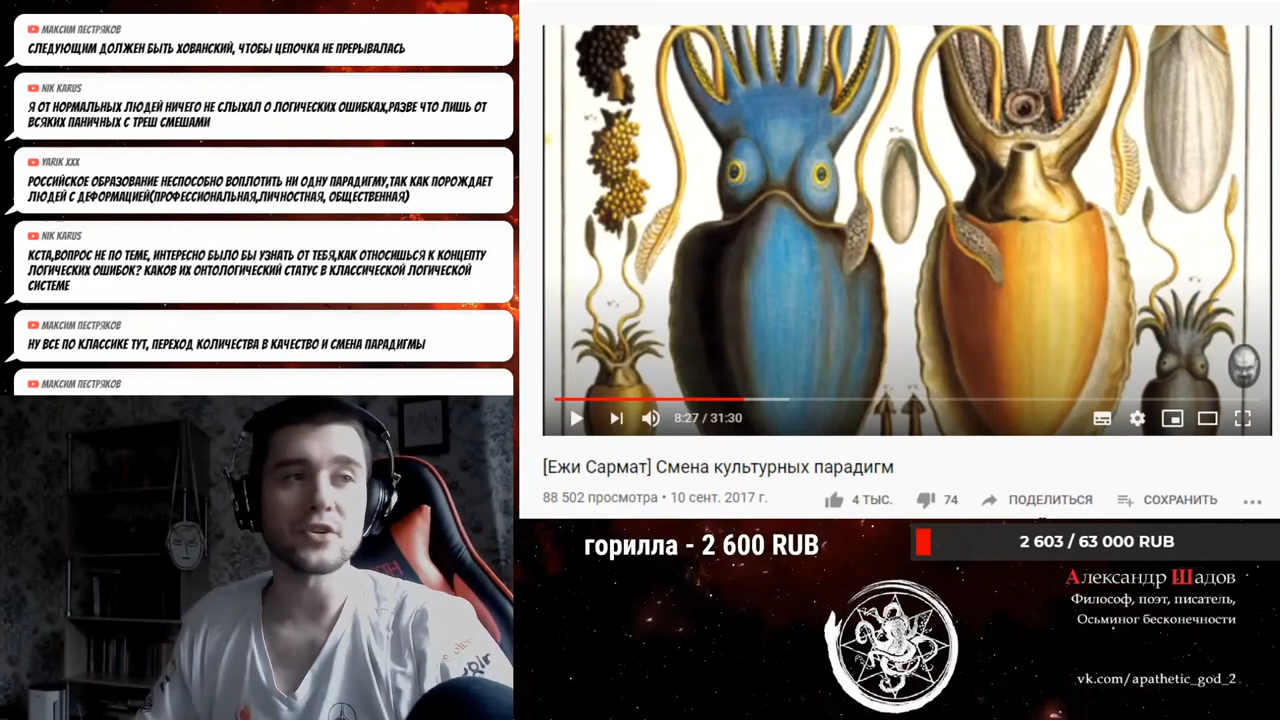 МАКСИМ ПЕСТРЯКОВ
СЛЕДУЮЩИМ ДОЛЖЕН БЫТЬ ХОВАНСКИЙ, ЧТОБЫ ЦЕПОЧКА НЕ ПРЕРЫВАЛАСЬ
NIK KARUS
Я ОТ НОРМАЛЬНЫХ ЛЮДЕЙ НИЧЕГО НЕ СЛЫХАЛ О ЛОГИЧЕСКИХ ОШИБКАХ,РАЗВЕ ЧТО ЛИШЬ ОТ
ВСЯКИХ ПАНИЧНЫХ С ТРЕШ СМЕШАМИ
YARIK XXX
РОССИЙСКОЕ ОБРАЗОВАНИЕ НЕСПОСОБНО ВОПЛОТИТЬ НИ ОДНУ ПАРАДИГМУ,ТАК КАК ПОРОЖДАЕТ
ЛЮДЕЙ С ДЕФОРМАЦИЕЙ(ПРОФЕССИОНАЛЬНАЯ,ЛИЧНОСТНАЯ, ОБЩЕСТВЕННАЯ)
NIK KARUS
КСТА,ВОПРОС НЕ ПО ТЕМЕ, ИНТЕРЕСНО БЫЛО БЫ УЗНАТЬ ОТ ТЕБЯ,КАК ОТНОСИШЬСЯ К КОНЦЕПТУ
ЛОГИЧЕСКИХ ОШИБОК? КАКОВ ИХ ОНТОЛОГИЧЕСКИЙ СТАТУС В КЛАССИЧЕСКОЙ ЛОГИЧЕСКОЙ
СИСТЕМЕ
МАКСИМ ПЕСТРЯКОВ
НУ ВСЕ ПО КЛАССИКЕ ТУТ, ПЕРЕХОД КОЛИЧЕСТВА В КАЧЕСТВО И СМЕНА ПАРАДИГМЫ
МАКСИМ ПЕСТРЯКОВ
8:27 / 31:30
[Ежи Сармат] Смена культурных парадигм
88 502 просмотра • 10 сент. 2017 г.
4 ТЫС.
74
ПОДЕЛИТЬСЯ
СОХРАНИТЬ
горилла - 2 600 RUB
2 603 / 63 000 RUB
Александр Шадов
Философ, поэт, писатель,
Осьминог бесконечности
vk.com/apathetic_god_2